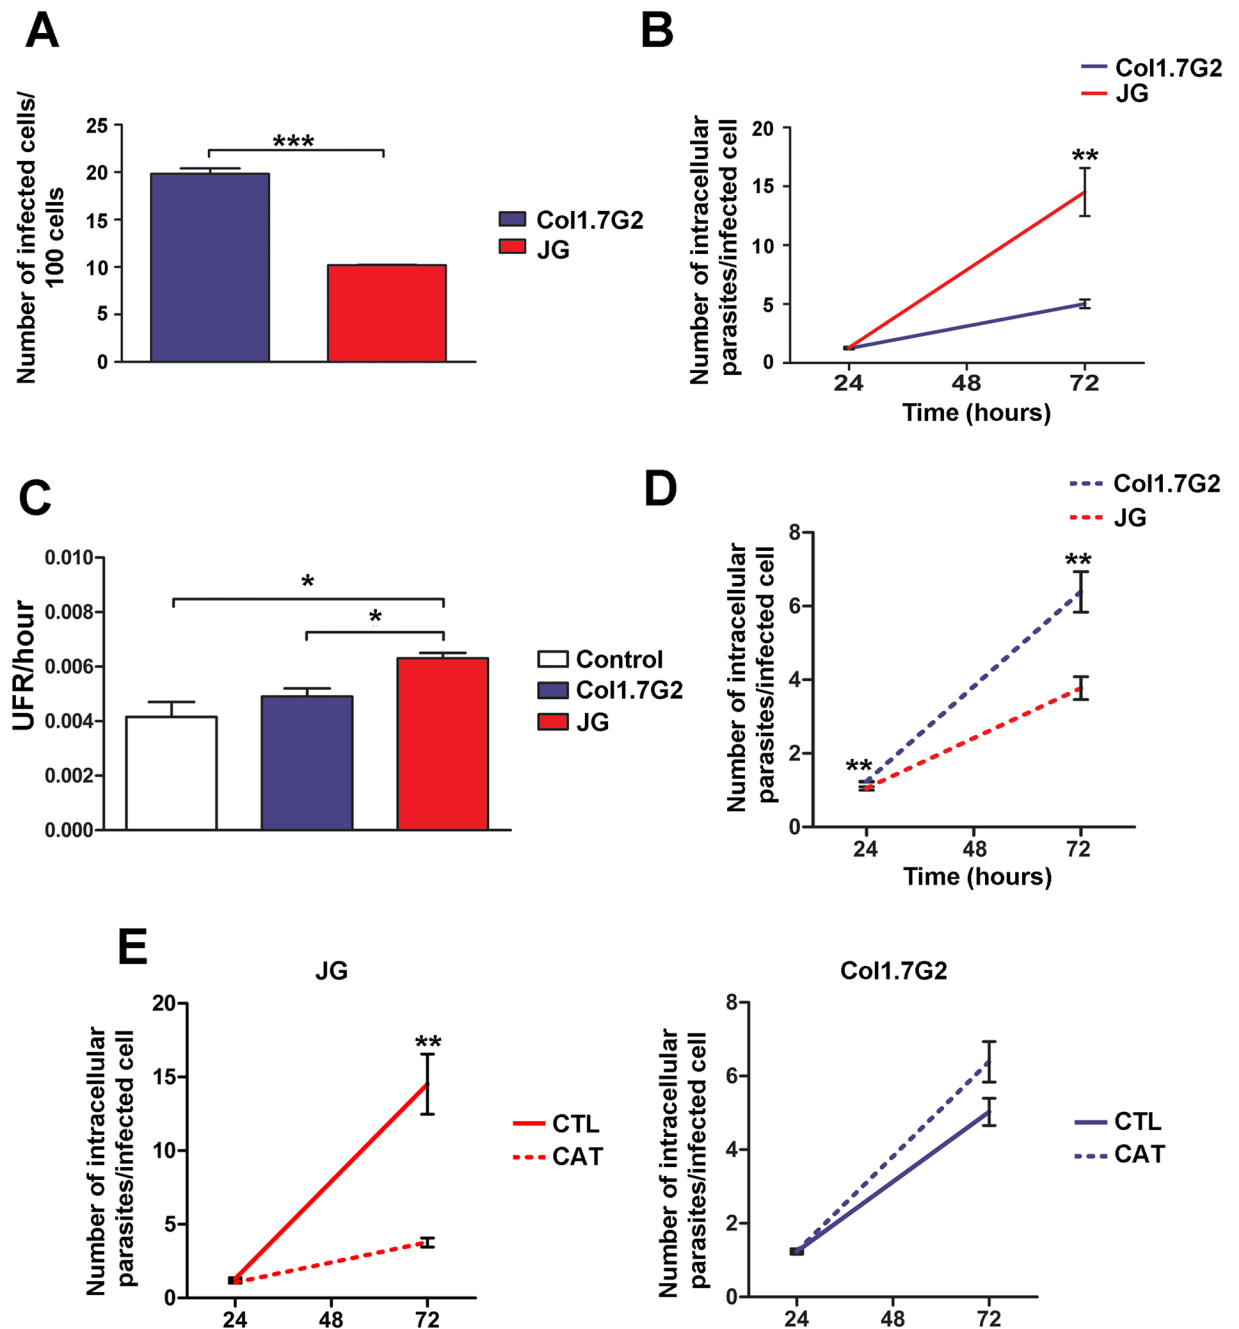 A
Number of infected cells/
100 cells
25
20
15
10
5
0
***
Col1.7G2
JG
B
Col1.7G2
JG
Number of intracellular
parasites/infected cell
20
15
10
5
0
**
24 48 72
Time (hours)
C
UFR/hour
0.010
0.008
0.006
0.004
0.002
0.000
*
*
Control
Col1.7G2
JG
D
Col1.7G2
JG
Number of intracellular
parasites/infected cell
8
6
4
2
0
**
**
24 48 72
Time (hours)
E
JG
Number of intracellular
parasites/infected cell
20
15
10
5
0
**
24 48 72
CTL
CAT
Col1.7G2
Number of intracellular
parasites/infected cell
8
6
4
2
0
24 48 72
CTL
CAT